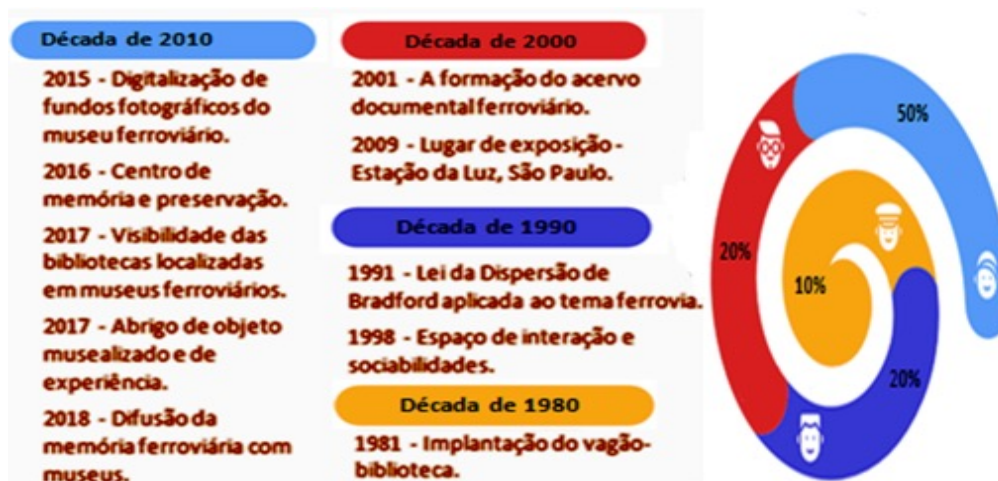 Década de 2010
2015 - Digitalização de
fundos fotográficos do
museu ferroviário.
2016 - Centro de
memória e preservação.
2017 - Visibilidade das
bibliotecas localizadas
em museus ferroviários.
2017 - Abrigo de objeto
musealizado e de
experiência.
2018 - Difusão da
memória ferroviária com
museus.
Década de 2000
2001 - A formação do acervo
documental ferroviário.
2009 - Lugar de exposição -
Estação da Luz, São Paulo.
Década de 1990
1991 - Lei da Dispersão de
Bradford aplicada ao tema ferrovia.
1998 - Espaço de interação e
sociabilidades.
Década de 1980
1981 - Implantação do vagão-
biblioteca.
50%
20%
10%
20%